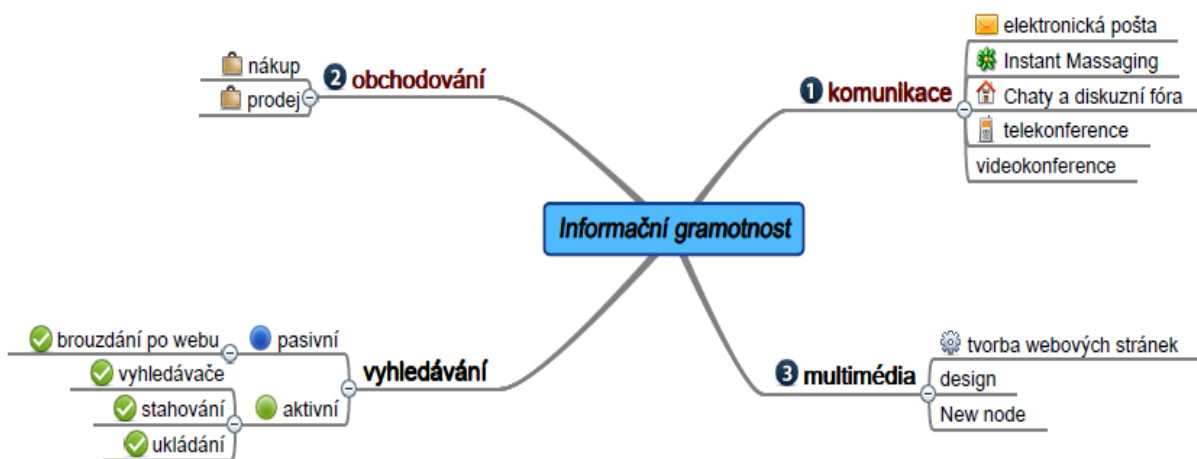 Informační gramotnost
1 komunikace
elektronická pošta
Instant Massaging
Chaty a diskuzní fóra
telekonference
videokonference
2 obchodování
nákup
prodej
3 multimédia
tvorba webových stránek
design
New node
vyhledávání
pasivní
brouzdání po webu
aktivní
vyhledávače
stahování
ukládání